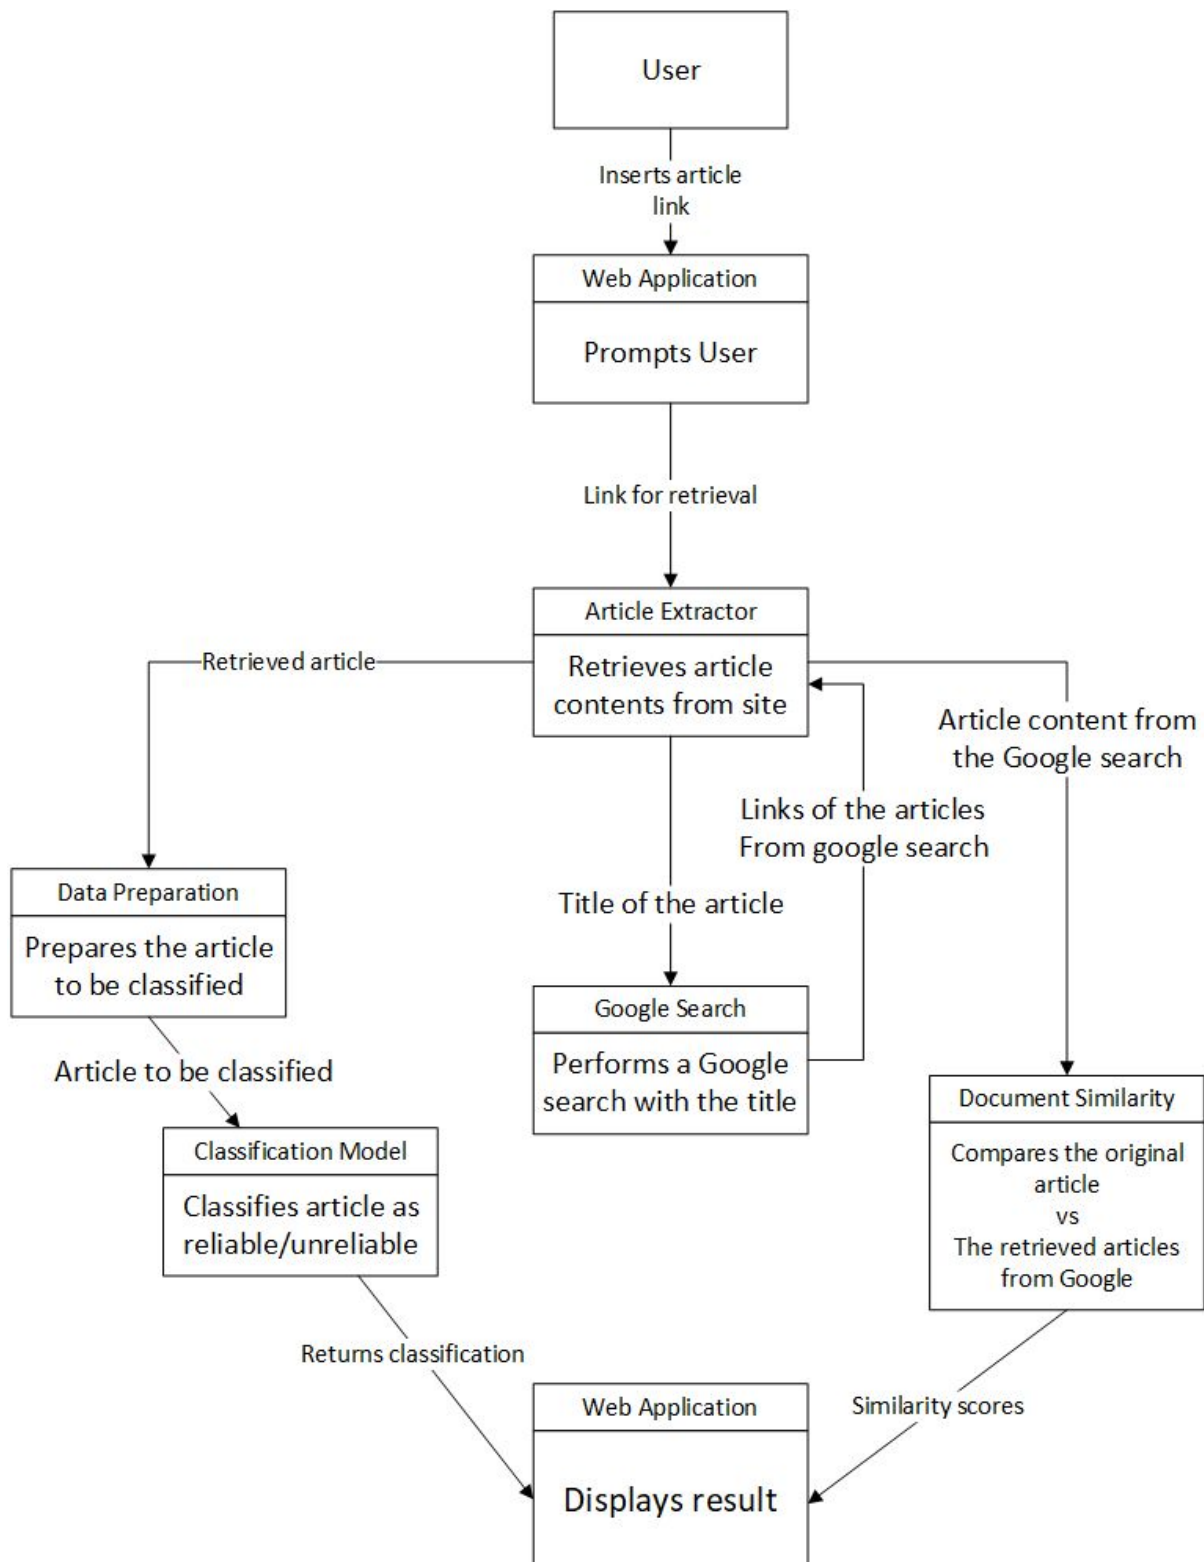 User
Inserts article
link
Web Application
Prompts User
Link for retrieval
Article Extractor
Retrieves article
contents from site
Retrieved article
Article content from
the Google search
Links of the articles
From google search
Title of the article
Data Preparation
Prepares the article
to be classified
Article to be classified
Google Search
Performs a Google
search with the title
Classification Model
Classifies article as
reliable/unreliable
Document Similarity
Compares the original
article
vs
The retrieved articles
from Google
Returns classification
Similarity scores
Web Application
Displays result